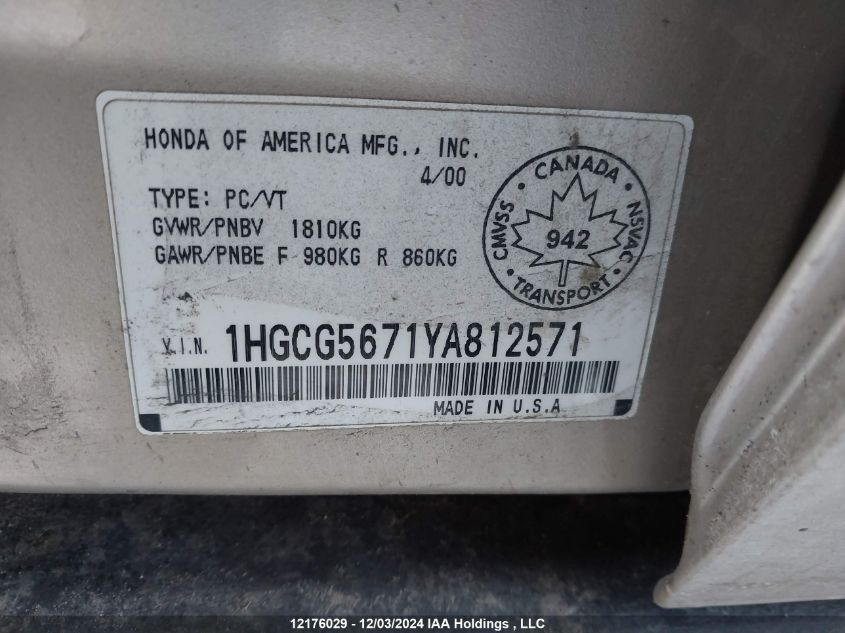 HONDA OF AMERICA MFG., INC.
4/00
TYPE: PC/VT
GVWR/PNBV 1810KG
GAWR/PNBE F 980KG R 860KG
CANADA
CMVSS
NSVAC
942
TRANSPORT
V.I.N. 1HGCG5671YA812571
MADE IN U.S.A
12176029 - 12/03/2024 IAA Holdings , LLC